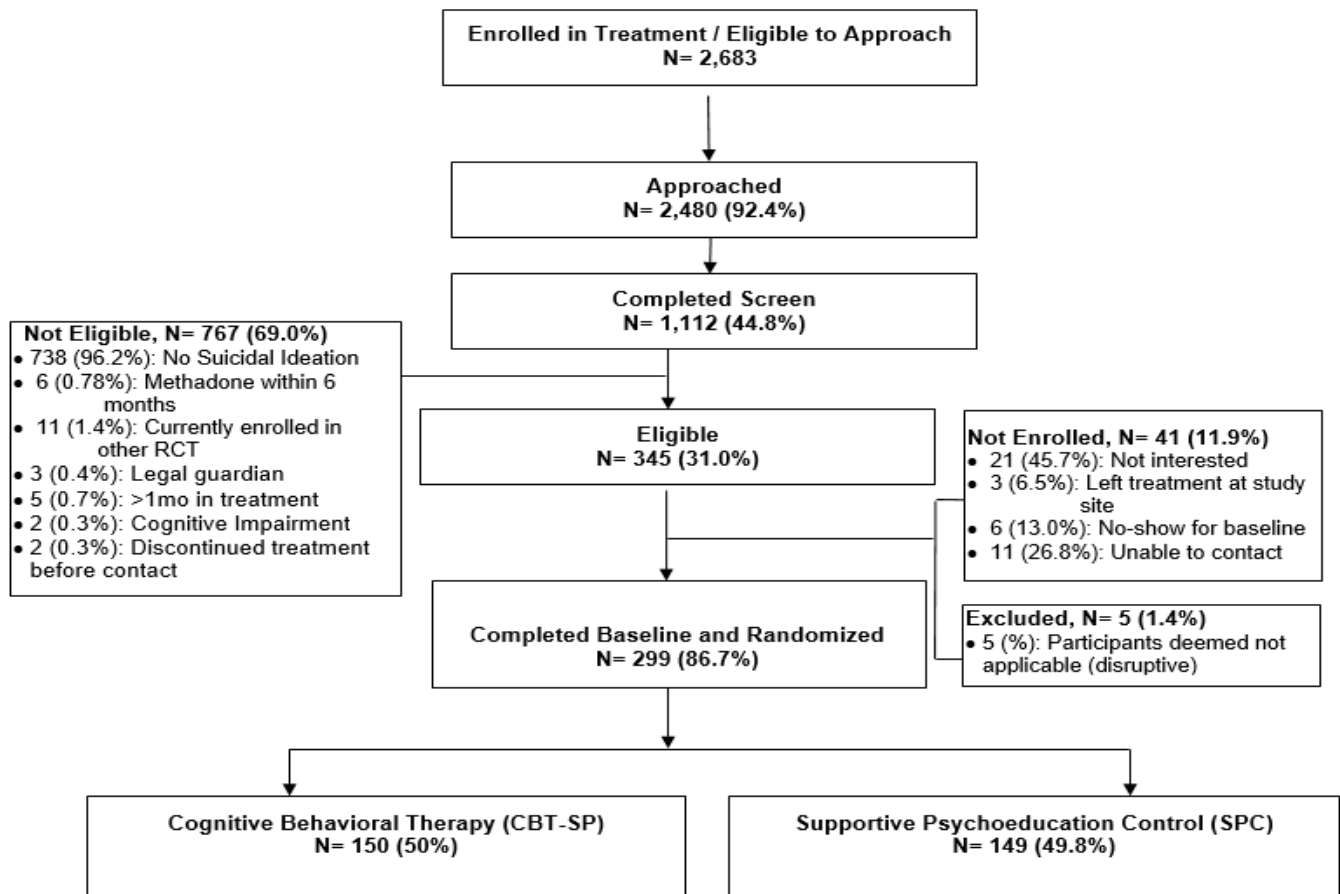 Enrolled in Treatment / Eligible to Approach
N= 2,683
Approached
N= 2,480 (92.4%)
Completed Screen
N= 1,112 (44.8%)
Not Eligible, N= 767 (69.0%)
• 738 (96.2%): No Suicidal Ideation
• 6 (0.78%): Methadone within 6
months
• 11 (1.4%): Currently enrolled in
other RCT
• 3 (0.4%): Legal guardian
• 5 (0.7%): >1mo in treatment
• 2 (0.3%): Cognitive Impairment
• 2 (0.3%): Discontinued treatment
before contact
Eligible
N= 345 (31.0%)
Not Enrolled, N= 41 (11.9%)
• 21 (45.7%): Not interested
• 3 (6.5%): Left treatment at study
site
• 6 (13.0%): No-show for baseline
• 11 (26.8%): Unable to contact
Excluded, N= 5 (1.4%)
• 5 (%): Participants deemed not
applicable (disruptive)
Completed Baseline and Randomized
N= 299 (86.7%)
Cognitive Behavioral Therapy (CBT-SP)
N= 150 (50%)
Supportive Psychoeducation Control (SPC)
N= 149 (49.8%)